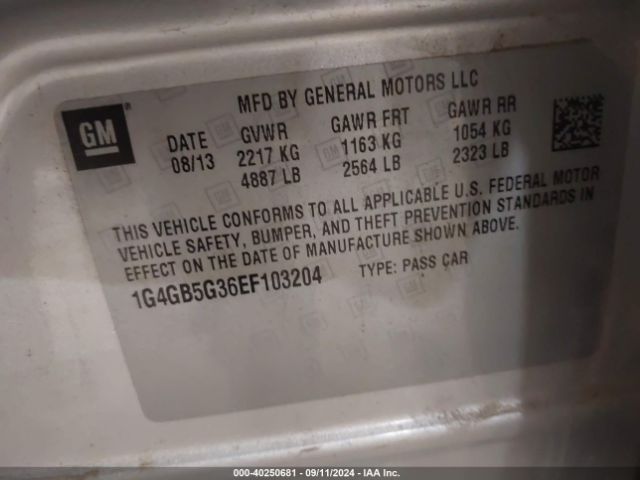 MFD BY GENERAL MOTORS LLC
GM
DATE GVWR GAWR FRT GAWR RR
08/13 2217 KG 1163 KG 1054 KG
4887 LB 2564 LB 2323 LB
THIS VEHICLE CONFORMS TO ALL APPLICABLE U.S. FEDERAL MOTOR
VEHICLE SAFETY, BUMPER, AND THEFT PREVENTION STANDARDS IN
EFFECT ON THE DATE OF MANUFACTURE SHOWN ABOVE.
1G4GB5G36EF103204 TYPE: PASS CAR
000-40250681 - 09/11/2024 - IAA Inc.